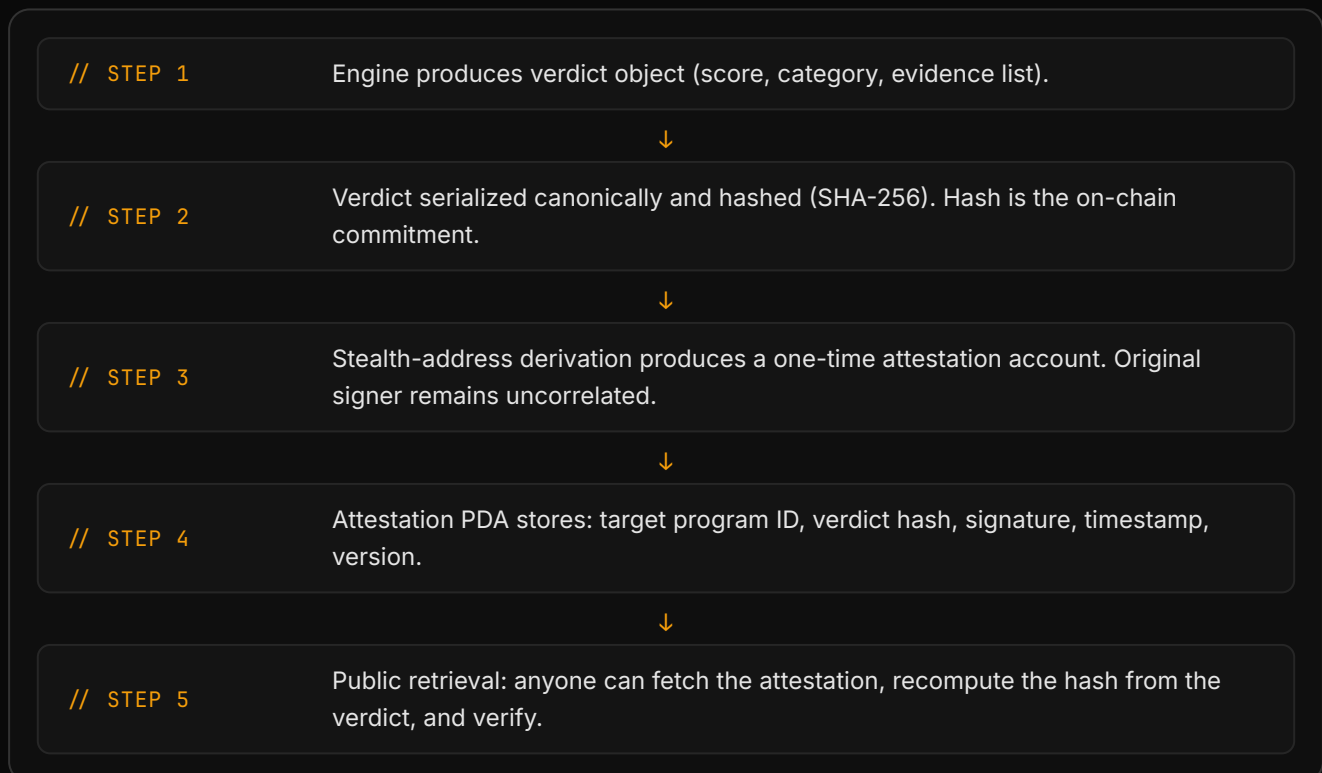 // STEP 1
Engine produces verdict object (score, category, evidence list).
↓
// STEP 2
Verdict serialized canonically and hashed (SHA-256). Hash is the on-chain
commitment.
↓
// STEP 3
Stealth-address derivation produces a one-time attestation account. Original
signer remains uncorrelated.
↓
// STEP 4
Attestation PDA stores: target program ID, verdict hash, signature, timestamp,
version.
↓
// STEP 5
Public retrieval: anyone can fetch the attestation, recompute the hash from the
verdict, and verify.